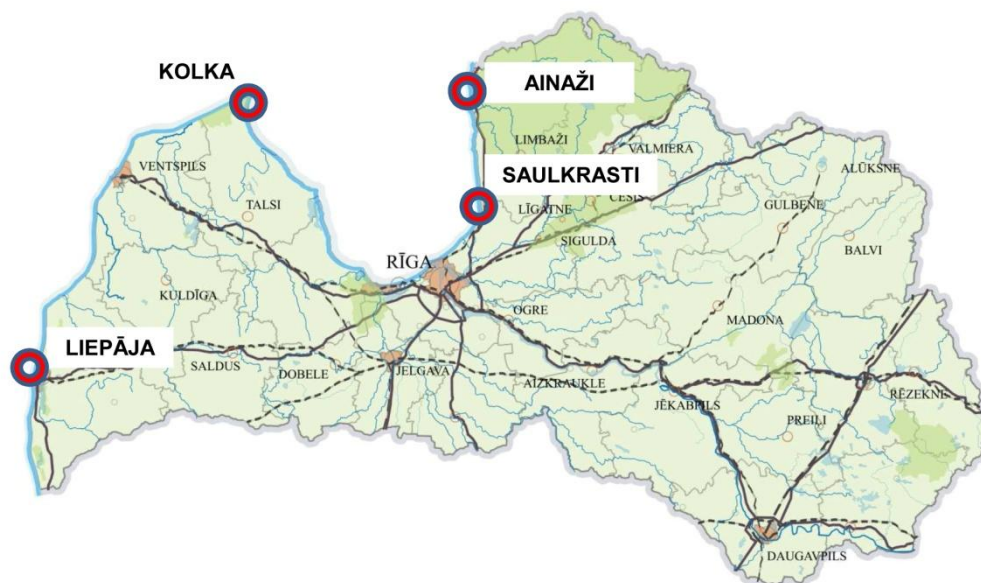 KOLKA
AINAŽI
LIMBAŽI
VALMIERA
VENTSPILS
SAULKRASTI
ALŪKSNE
CĒSIS
TALSI
LĪGATNE
GULBENE
SIGULDA
BALVI
RĪGA
KULDĪGA
OGRE
MADONA
LIEPĀJA
SALDUS
DOBELE
JELGAVA
AIZKRAUKLE
RĒZEKNE
JĒKABPILS
PREIĻI
DAUGAVPILS